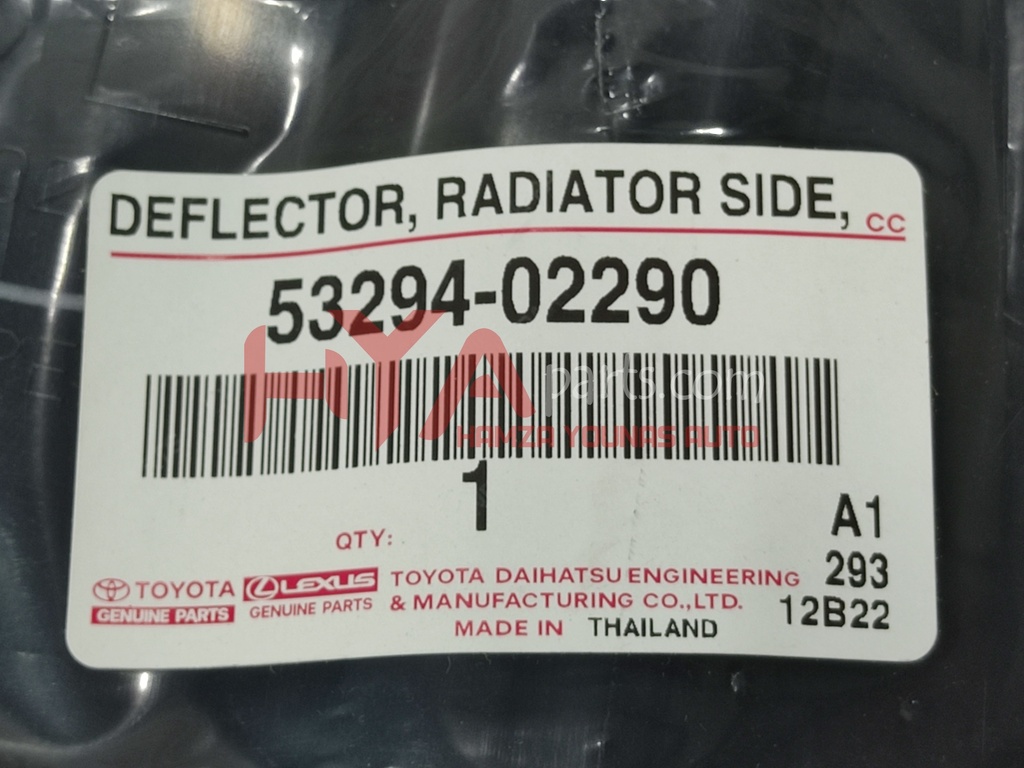 DEFLECTOR, RADIATOR SIDE, CC
53294-02290
HYA parts.com
HAMZA YOUNAS AUTO
1
QTY:
A1
293
12B22
TOYOTA
GENUINE PARTS
LEXUS
GENUINE PARTS
TOYOTA DAIHATSU ENGINEERING
& MANUFACTURING CO.,LTD.
MADE IN THAILAND